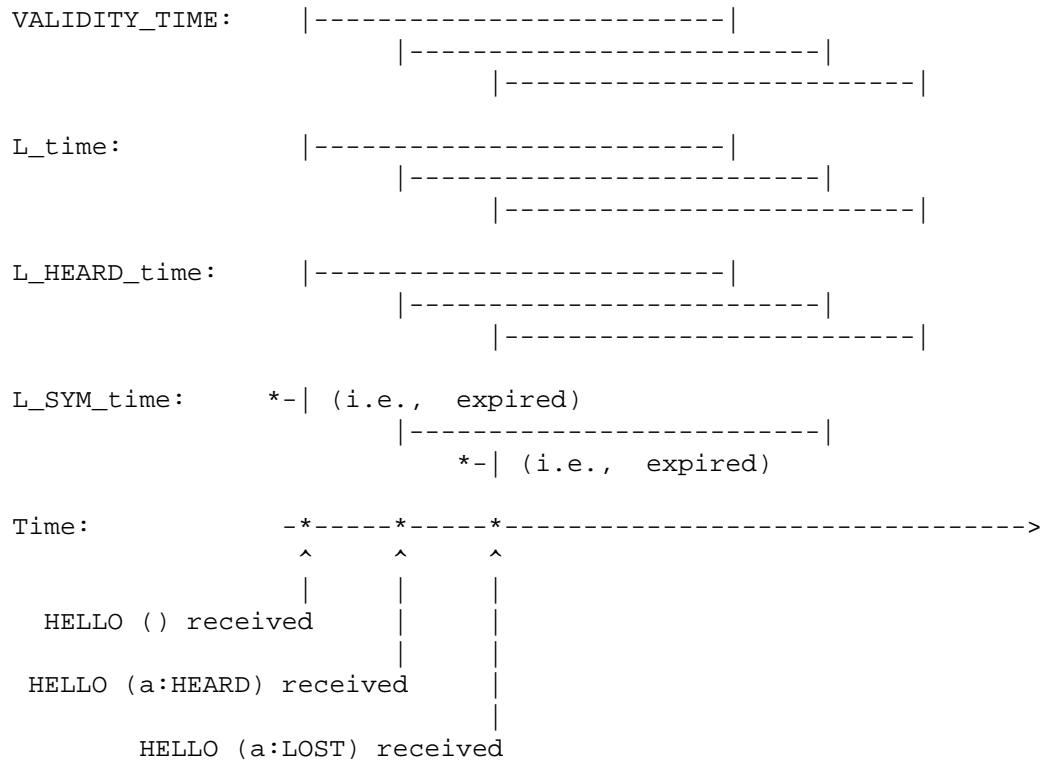 VALIDITY_TIME: |--------------------------|
|--------------------------|
|--------------------------|
L_time: |--------------------------|
|--------------------------|
|--------------------------|
L_HEARD_time: |--------------------------|
|--------------------------|
|--------------------------|
L_SYM_time: *-| (i.e., expired)
|--------------------------|
*-| (i.e., expired)
Time: -*-----*-----*--------------------------------->
^ ^ ^
| | |
HELLO () received | |
| |
HELLO (a:HEARD) received |
|
HELLO (a:LOST) received